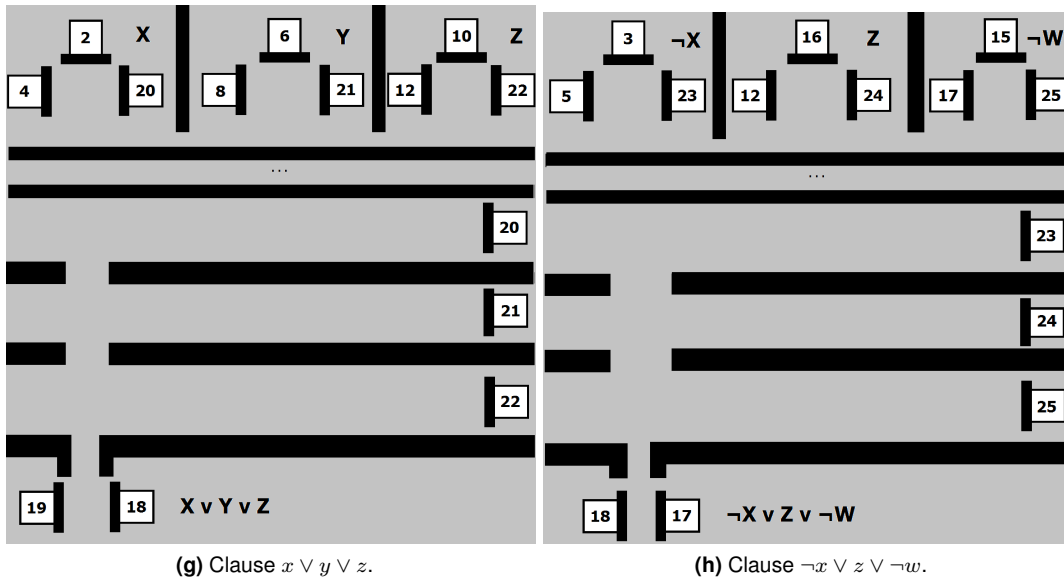 2 X 6 Y 10 Z
4 20 8 21 12 22
...
20
21
22
19 18 X v Y v Z
(g) Clause x ∨ y ∨ z.
3 ¬X 16 Z 15 ¬W
5 23 12 24 17 25
...
23
24
25
18 17 ¬X v Z v ¬W
(h) Clause ¬x ∨ z ∨ ¬w.